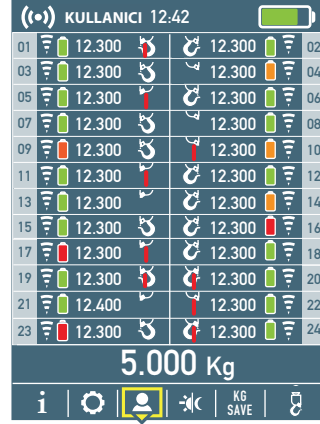 KULLANICI 12:42
01 12.300 12.300 02
03 12.300 12.300 04
05 12.300 12.300 06
07 12.300 12.300 08
09 12.300 12.300 10
11 12.300 12.300 12
13 12.300 12.300 14
15 12.300 12.300 16
17 12.300 12.300 18
19 12.300 12.300 20
21 12.400 12.300 22
23 12.300 12.300 24
5.000 Kg
i KG
SAVE